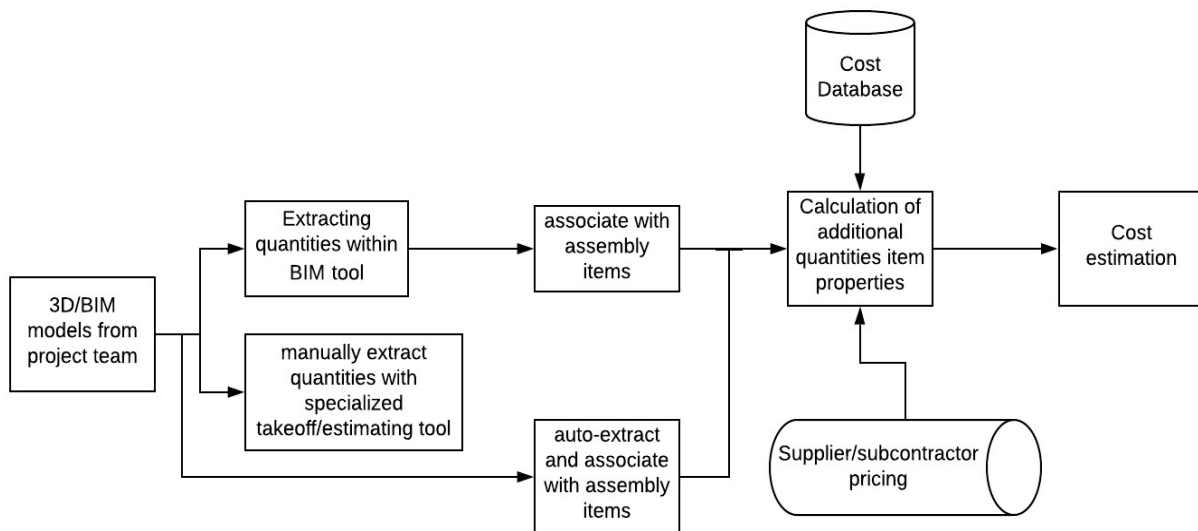 Cost
Database
Extracting
quantities within
BIM tool
associate with
assembly
items
Calculation of
additional
quantities item
properties
Cost
estimation
3D/BIM
models from
project team
manually extract
quantities with
specialized
takeoff/estimating tool
auto-extract
and associate
with assembly
items
Supplier/subcontractor
pricing